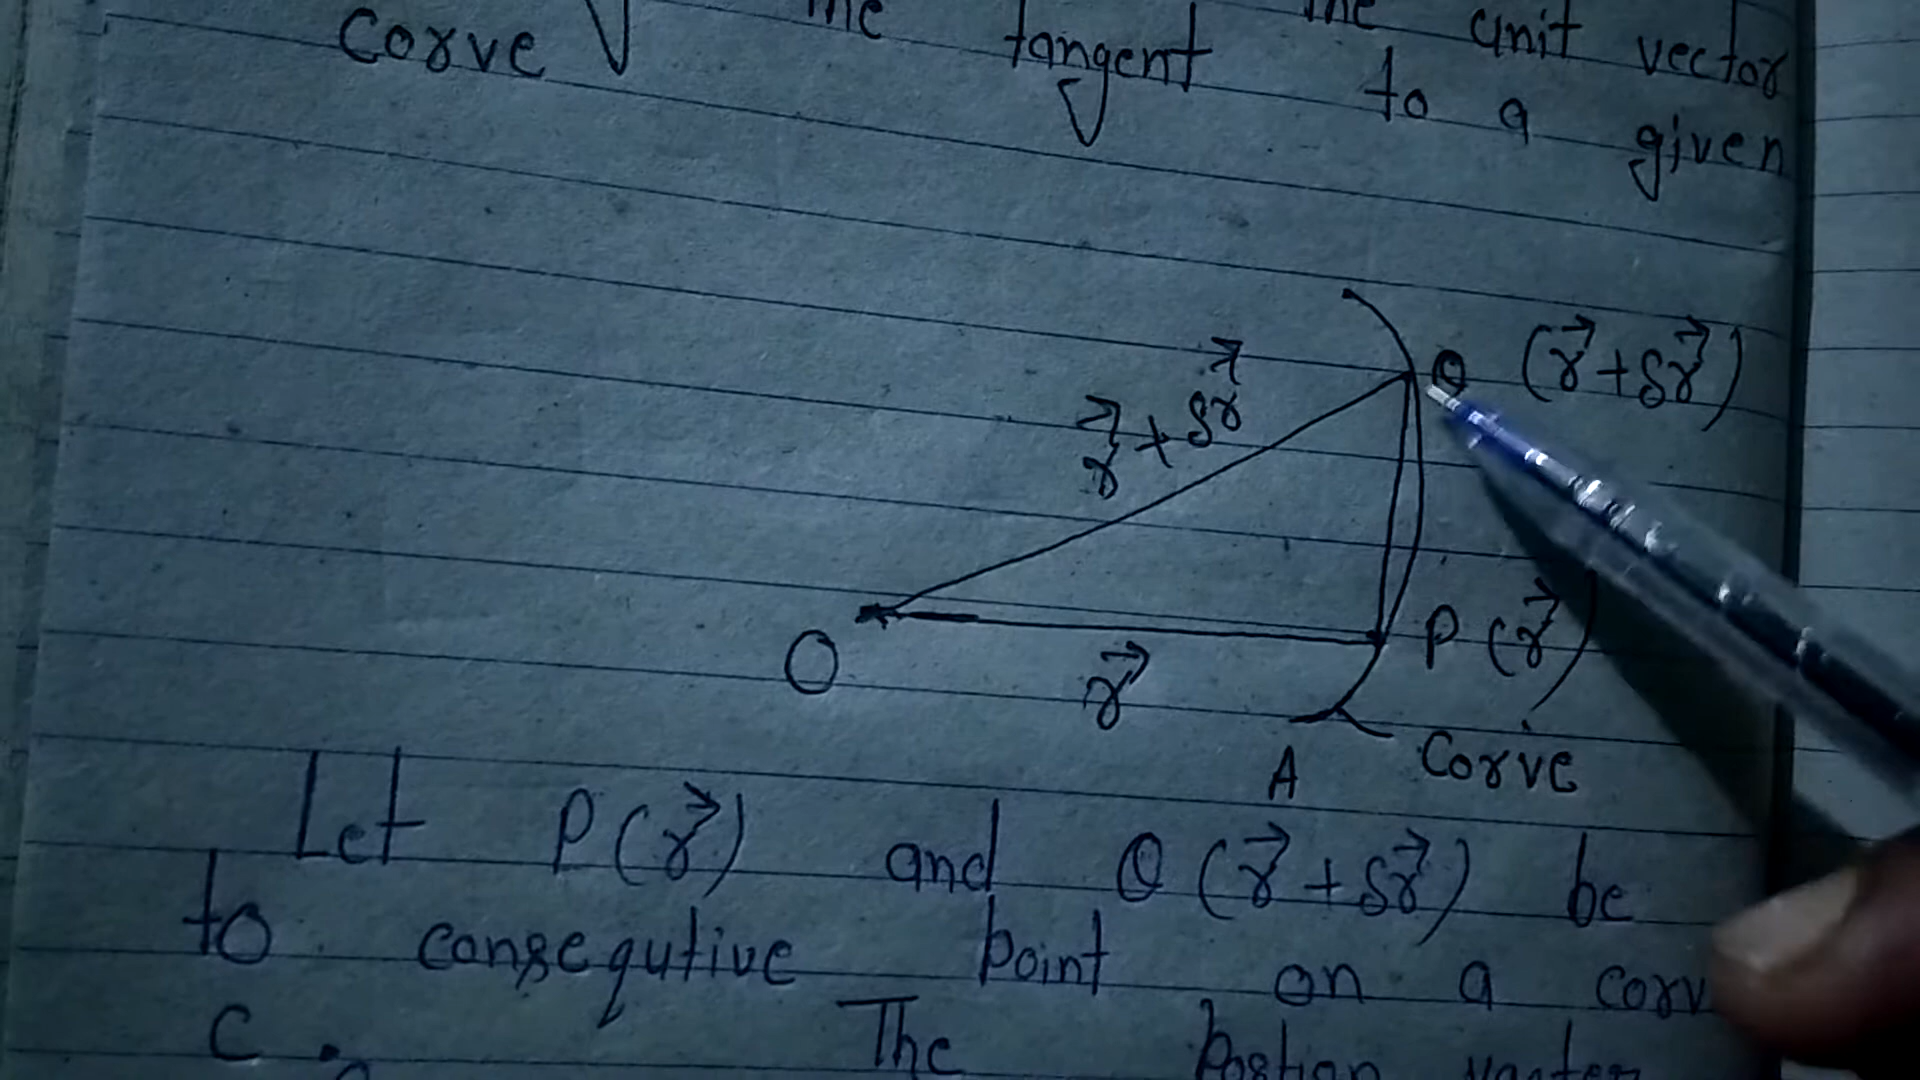 the unit vector
corve the tangent to a given
Q (r⃗+δr⃗)
r⃗+δr⃗
P (r⃗)
O
r⃗
A corve
Let P(r⃗) and Q(r⃗+δr⃗) be
to consequtive point on a corv
C. The